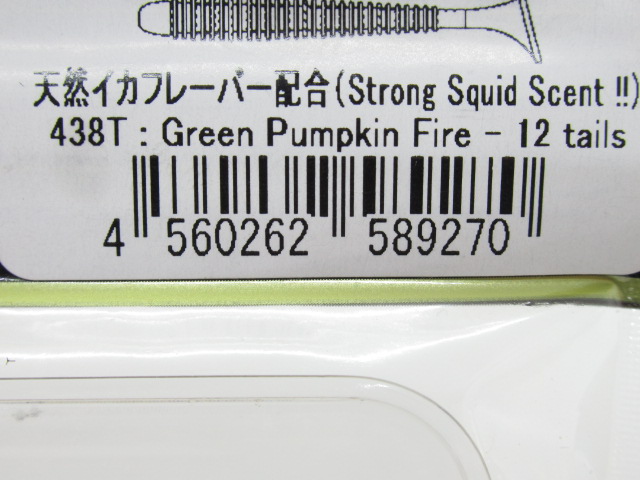 天然イカフレーバー配合(Strong Squid Scent !!)
438T : Green Pumpkin Fire - 12 tails
4 560262 589270